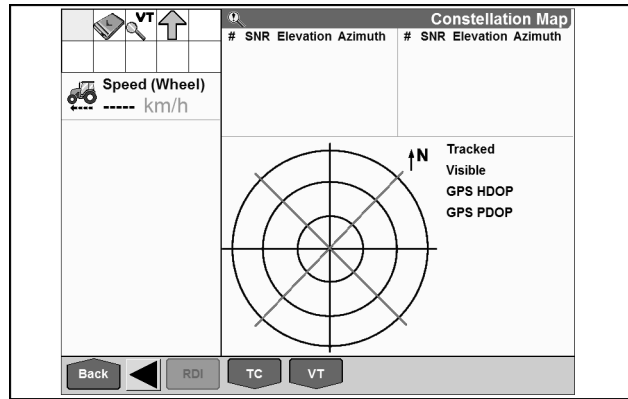 VT
Constellation Map
# SNR Elevation Azimuth # SNR Elevation Azimuth
Speed (Wheel)
----- km/h
N
Tracked
Visible
GPS HDOP
GPS PDOP
Back RDI TC VT